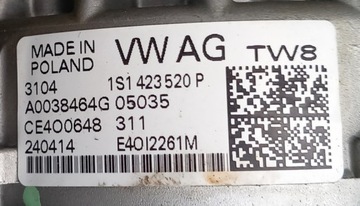 MADE IN POLAND VW AG TW8
3104 1S1 423 520 P
A0038464G 05035
CE400648 311
240414 E40I2261M